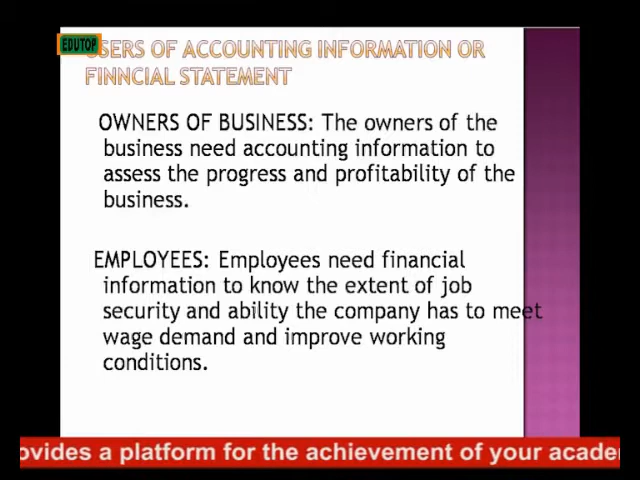 EDUTOP
USERS OF ACCOUNTING INFORMATION OR
FINNCIAL STATEMENT
OWNERS OF BUSINESS: The owners of the
business need accounting information to
assess the progress and profitability of the
business.
EMPLOYEES: Employees need financial
information to know the extent of job
security and ability the company has to meet
wage demand and improve working
conditions.
ovides a platform for the achievement of your acade